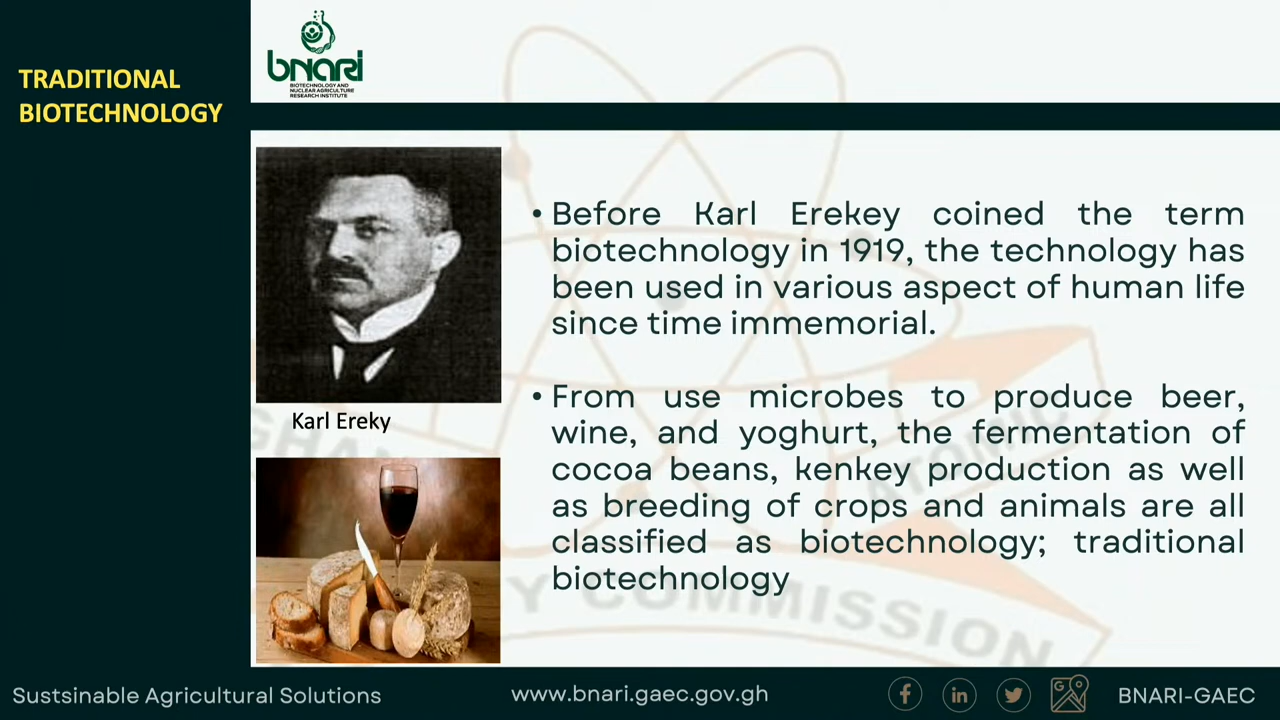 TRADITIONAL
BIOTECHNOLOGY
bnari
BIOTECHNOLOGY AND
NUCLEAR AGRICULTURE
RESEARCH INSTITUTE
• Before Karl Erekey coined the term
biotechnology in 1919, the technology has
been used in various aspect of human life
since time immemorial.
Karl Ereky
• From use microbes to produce beer,
wine, and yoghurt, the fermentation of
cocoa beans, kenkey production as well
as breeding of crops and animals are all
classified as biotechnology; traditional
biotechnology
GHANA ATOMIC
Y COMMISSION
Sustsinable Agricultural Solutions
www.bnari.gaec.gov.gh
BNARI-GAEC